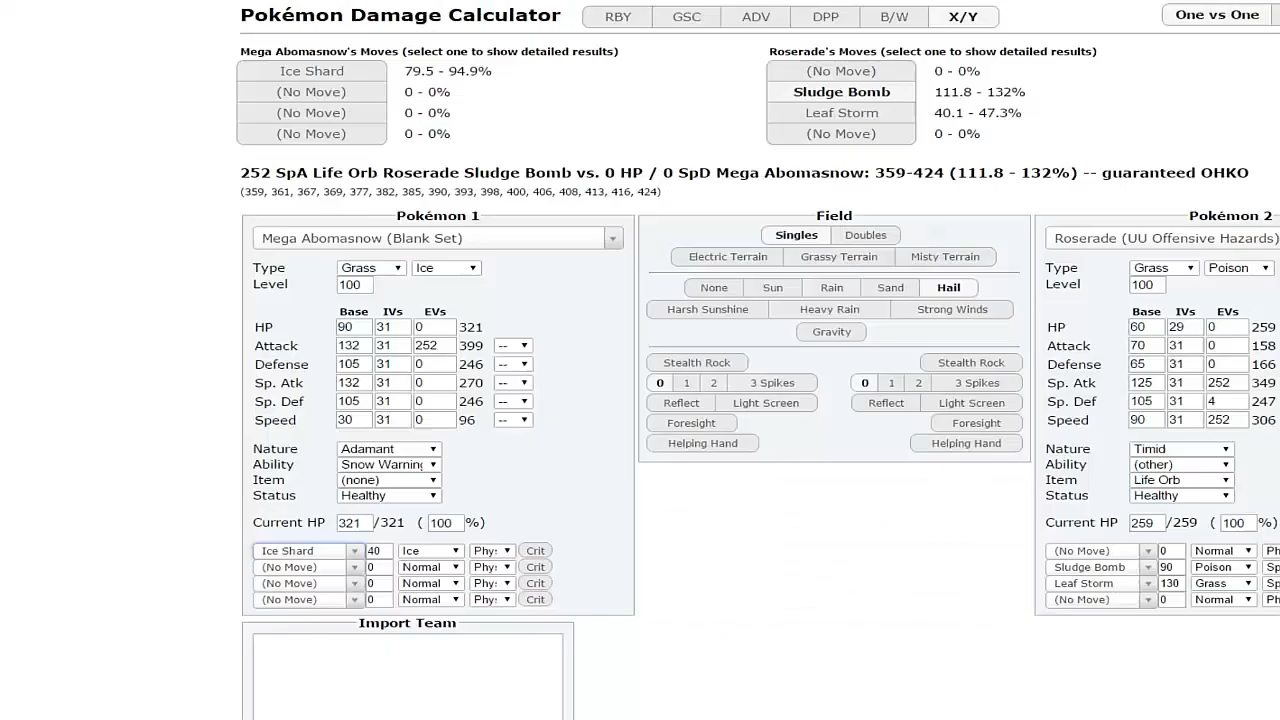 Pokémon Damage Calculator RBY GSC ADV DPP B/W X/Y One vs One
Mega Abomasnow's Moves (select one to show detailed results) Roserade's Moves (select one to show detailed results)
Ice Shard 79.5 - 94.9% (No Move) 0 - 0%
(No Move) 0 - 0% Sludge Bomb 111.8 - 132%
(No Move) 0 - 0% Leaf Storm 40.1 - 47.3%
(No Move) 0 - 0% (No Move) 0 - 0%
252 SpA Life Orb Roserade Sludge Bomb vs. 0 HP / 0 SpD Mega Abomasnow: 359-424 (111.8 - 132%) -- guaranteed OHKO
(359, 361, 367, 369, 377, 382, 385, 390, 393, 398, 400, 406, 408, 413, 416, 424)
Pokémon 1
Mega Abomasnow (Blank Set)
Type Grass Ice
Level 100
Base IVs EVs
HP 90 31 0 321
Attack 132 31 252 399 --
Defense 105 31 0 246 --
Sp. Atk 132 31 0 270 --
Sp. Def 105 31 0 246 --
Speed 30 31 0 96 --
Nature Adamant
Ability Snow Warning
Item (none)
Status Healthy
Current HP 321 /321 ( 100 %)
Ice Shard 40 Ice Phys Crit
(No Move) 0 Normal Phys Crit
(No Move) 0 Normal Phys Crit
(No Move) 0 Normal Phys Crit
Field
Singles Doubles
Electric Terrain Grassy Terrain Misty Terrain
None Sun Rain Sand Hail
Harsh Sunshine Heavy Rain Strong Winds
Gravity
Stealth Rock Stealth Rock
0 1 2 3 Spikes 0 1 2 3 Spikes
Reflect Light Screen Reflect Light Screen
Foresight Foresight
Helping Hand Helping Hand
Pokémon 2
Roserade (UU Offensive Hazards)
Type Grass Poison
Level 100
Base IVs EVs
HP 60 29 0 259
Attack 70 31 0 158
Defense 65 31 0 166
Sp. Atk 125 31 252 349
Sp. Def 105 31 4 247
Speed 90 31 252 306
Nature Timid
Ability (other)
Item Life Orb
Status Healthy
Current HP 259 /259 ( 100 %)
(No Move) 0 Normal Ph
Sludge Bomb 90 Poison Sp
Leaf Storm 130 Grass Sp
(No Move) 0 Normal Ph
Import Team